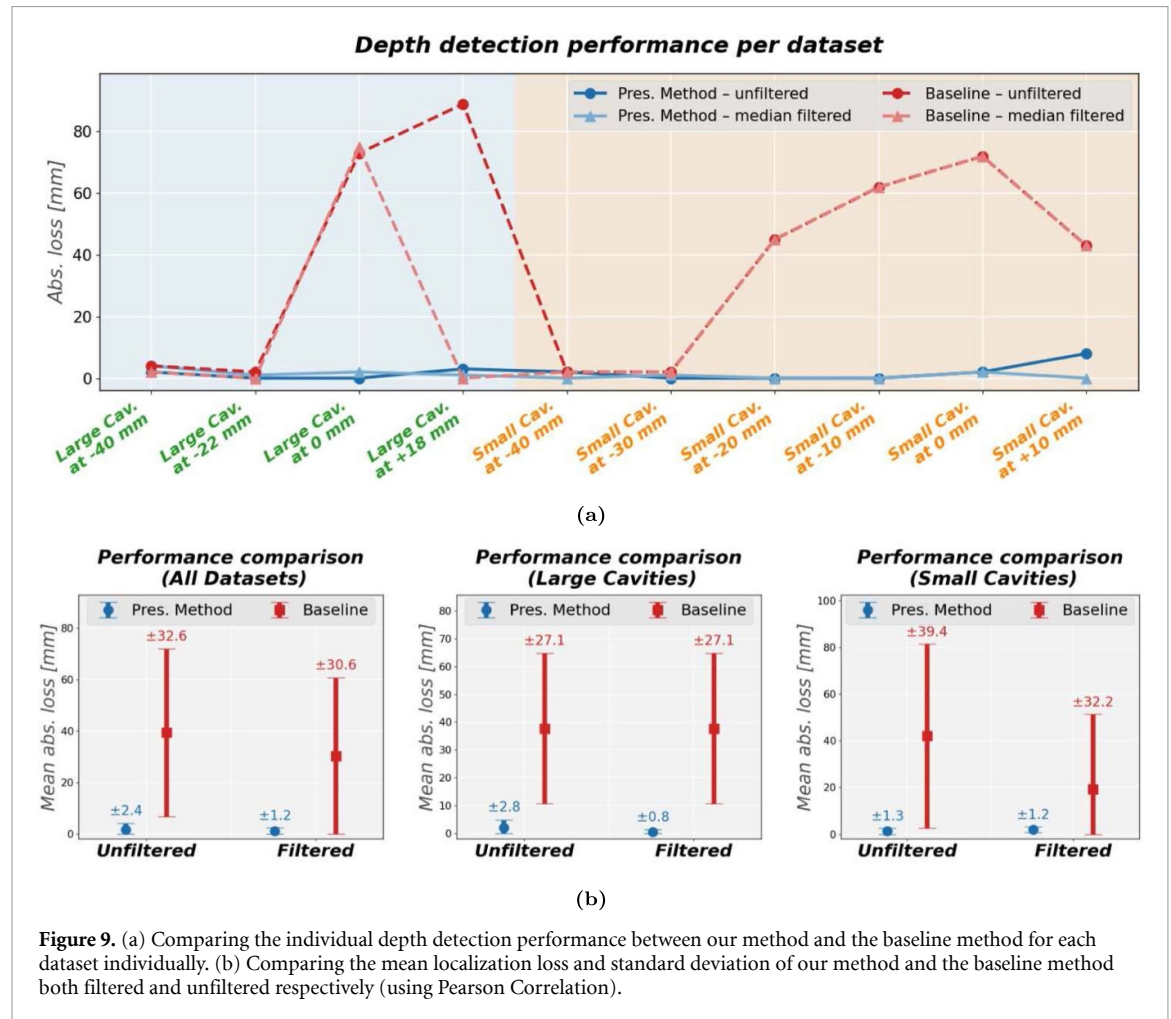 Depth detection performance per dataset
Pres. Method – unfiltered
Pres. Method – median filtered
Baseline – unfiltered
Baseline – median filtered
Abs. loss [mm]
80
60
40
20
0
Large Cav.
at -40 mm
Large Cav.
at -22 mm
Large Cav.
at 0 mm
Large Cav.
at +18 mm
Small Cav.
at -40 mm
Small Cav.
at -30 mm
Small Cav.
at -20 mm
Small Cav.
at -10 mm
Small Cav.
at 0 mm
Small Cav.
at +10 mm
(a)
Performance comparison
(All Datasets)
Pres. Method Baseline
Mean abs. loss [mm]
80
60
40
20
0
±32.6
±30.6
±2.4
±1.2
Unfiltered Filtered
Performance comparison
(Large Cavities)
Pres. Method Baseline
Mean abs. loss [mm]
80
70
60
50
40
30
20
10
0
±27.1
±27.1
±2.8
±0.8
Unfiltered Filtered
Performance comparison
(Small Cavities)
Pres. Method Baseline
Mean abs. loss [mm]
100
80
60
40
20
0
±39.4
±32.2
±1.3
±1.2
Unfiltered Filtered
(b)
Figure 9. (a) Comparing the individual depth detection performance between our method and the baseline method for each
dataset individually. (b) Comparing the mean localization loss and standard deviation of our method and the baseline method
both filtered and unfiltered respectively (using Pearson Correlation).